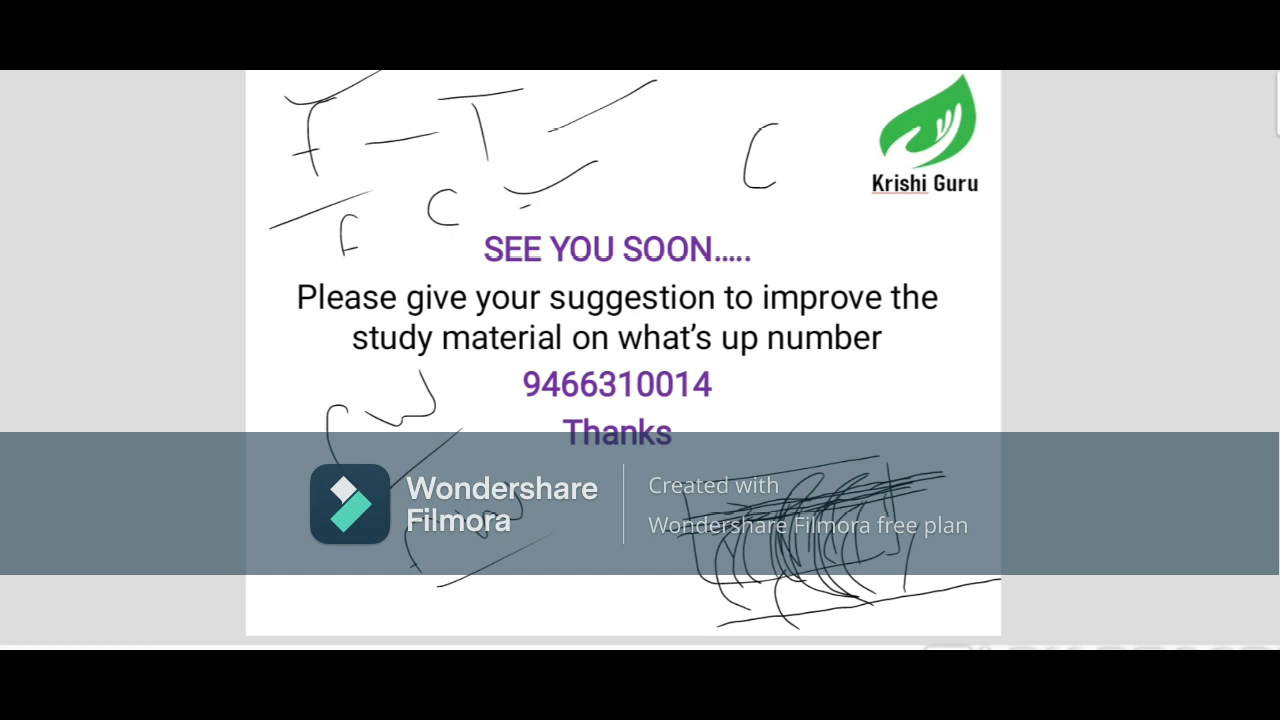 Krishi Guru
SEE YOU SOON.....
Please give your suggestion to improve the
study material on what's up number
9466310014
Thanks
Wondershare
Filmora
Created with
Wondershare Filmora free plan